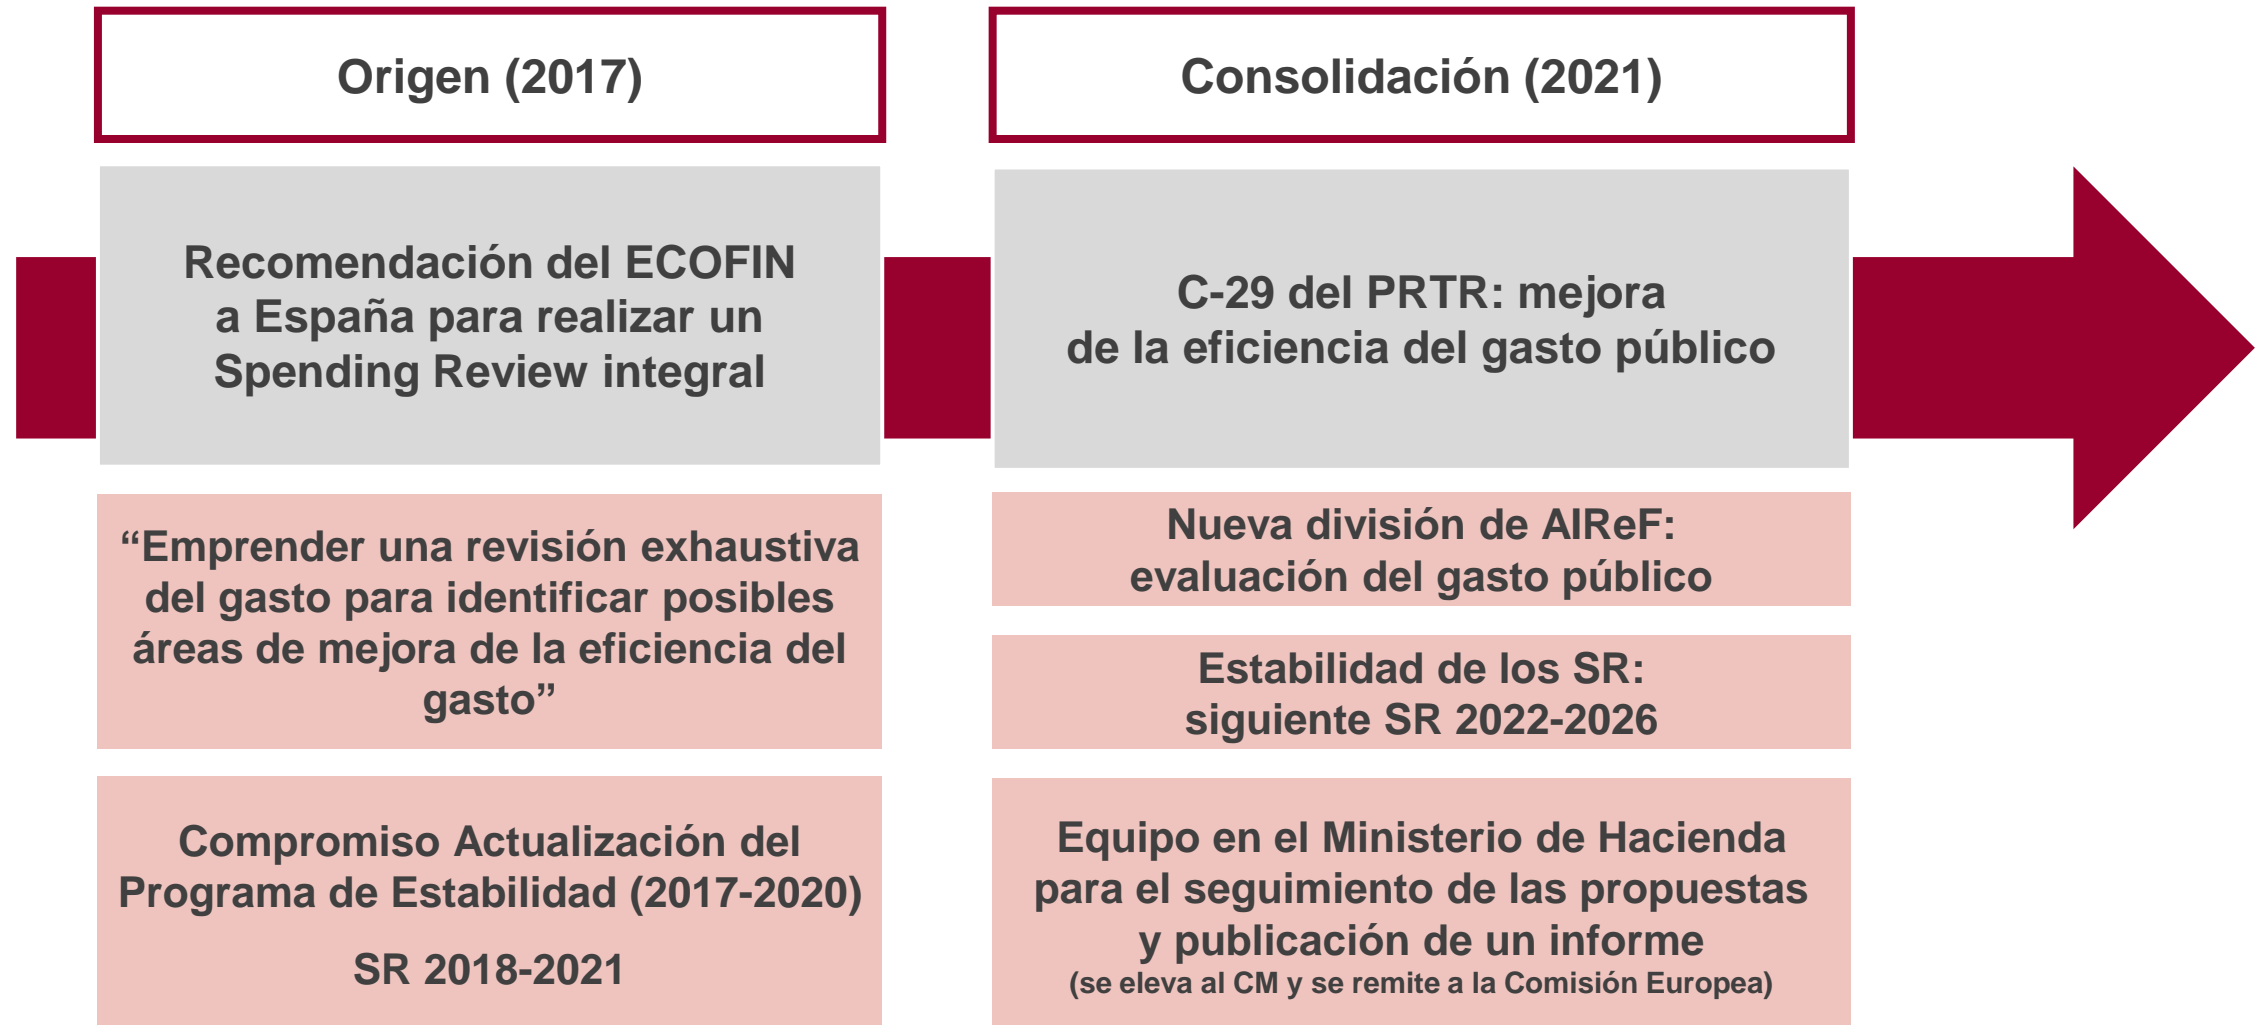 Origen (2017)
Recomendación del ECOFIN
a España para realizar un
Spending Review integral
“Emprender una revisión exhaustiva
del gasto para identificar posibles
áreas de mejora de la eficiencia del
gasto”
Compromiso Actualización del
Programa de Estabilidad (2017-2020)
SR 2018-2021
Consolidación (2021)
C-29 del PRTR: mejora
de la eficiencia del gasto público
Nueva división de AIReF:
evaluación del gasto público
Estabilidad de los SR:
siguiente SR 2022-2026
Equipo en el Ministerio de Hacienda
para el seguimiento de las propuestas
y publicación de un informe
(se eleva al CM y se remite a la Comisión Europea)